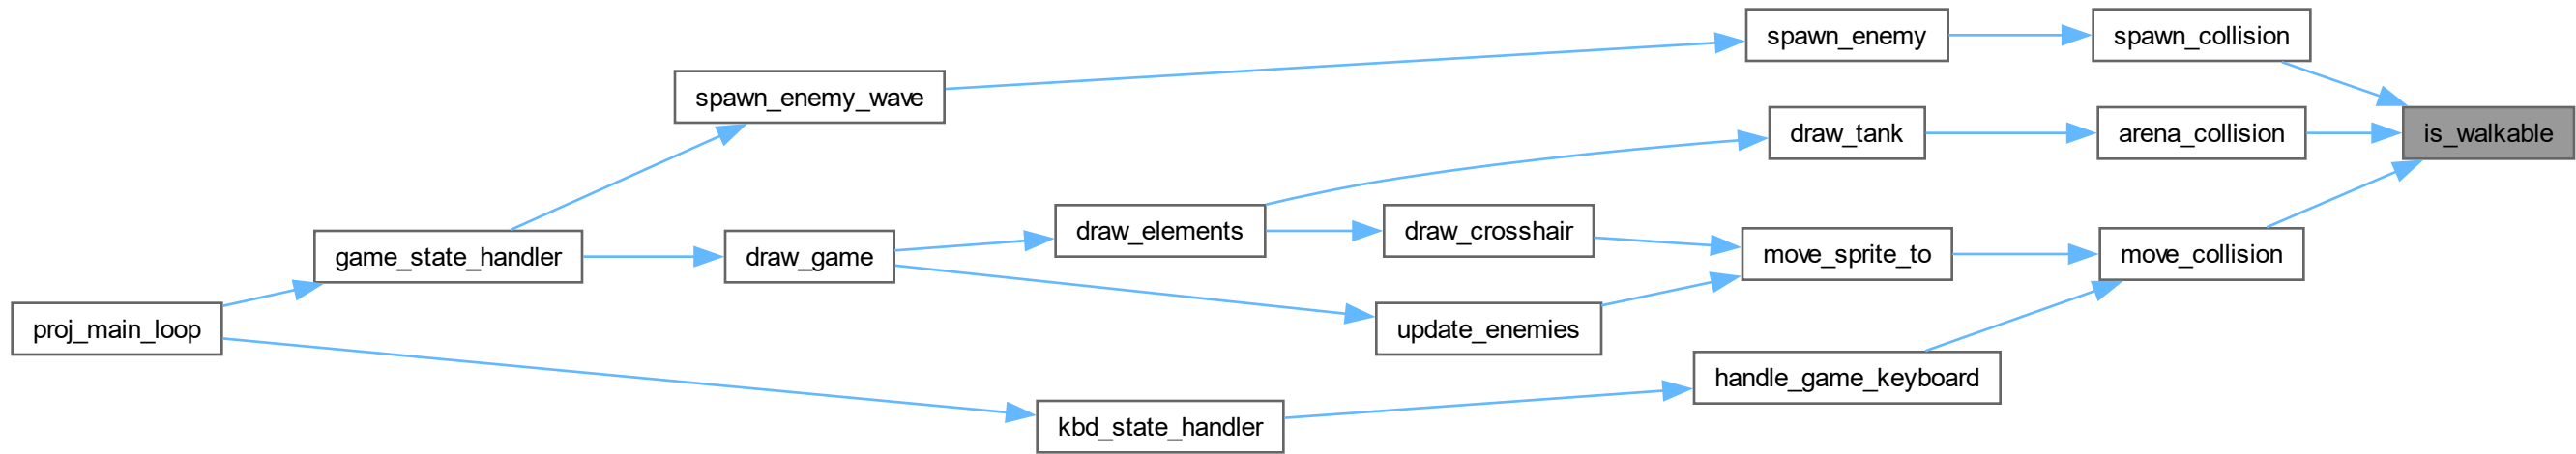 spawn_enemy
spawn_collision
spawn_enemy_wave
draw_tank
arena_collision
is_walkable
draw_elements
draw_crosshair
game_state_handler
draw_game
move_sprite_to
move_collision
proj_main_loop
update_enemies
handle_game_keyboard
kbd_state_handler